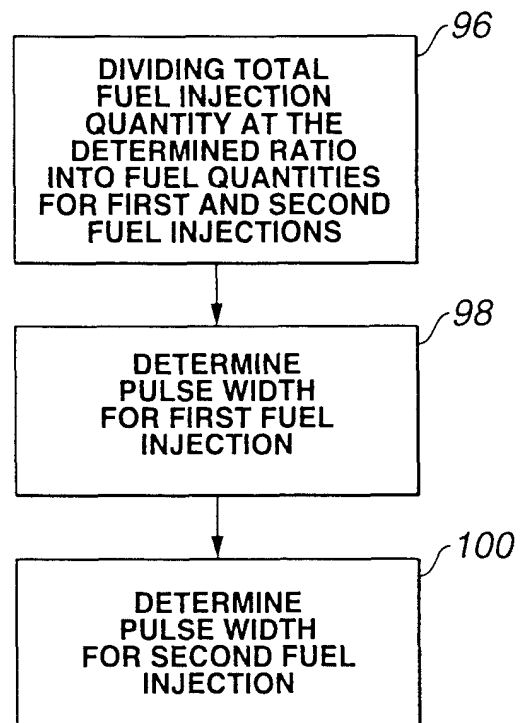 96
DIVIDING TOTAL
FUEL INJECTION
QUANTITY AT THE
DETERMINED RATIO
INTO FUEL QUANTITIES
FOR FIRST AND SECOND
FUEL INJECTIONS
98
DETERMINE
PULSE WIDTH
FOR FIRST FUEL
INJECTION
100
DETERMINE
PULSE WIDTH
FOR SECOND FUEL
INJECTION